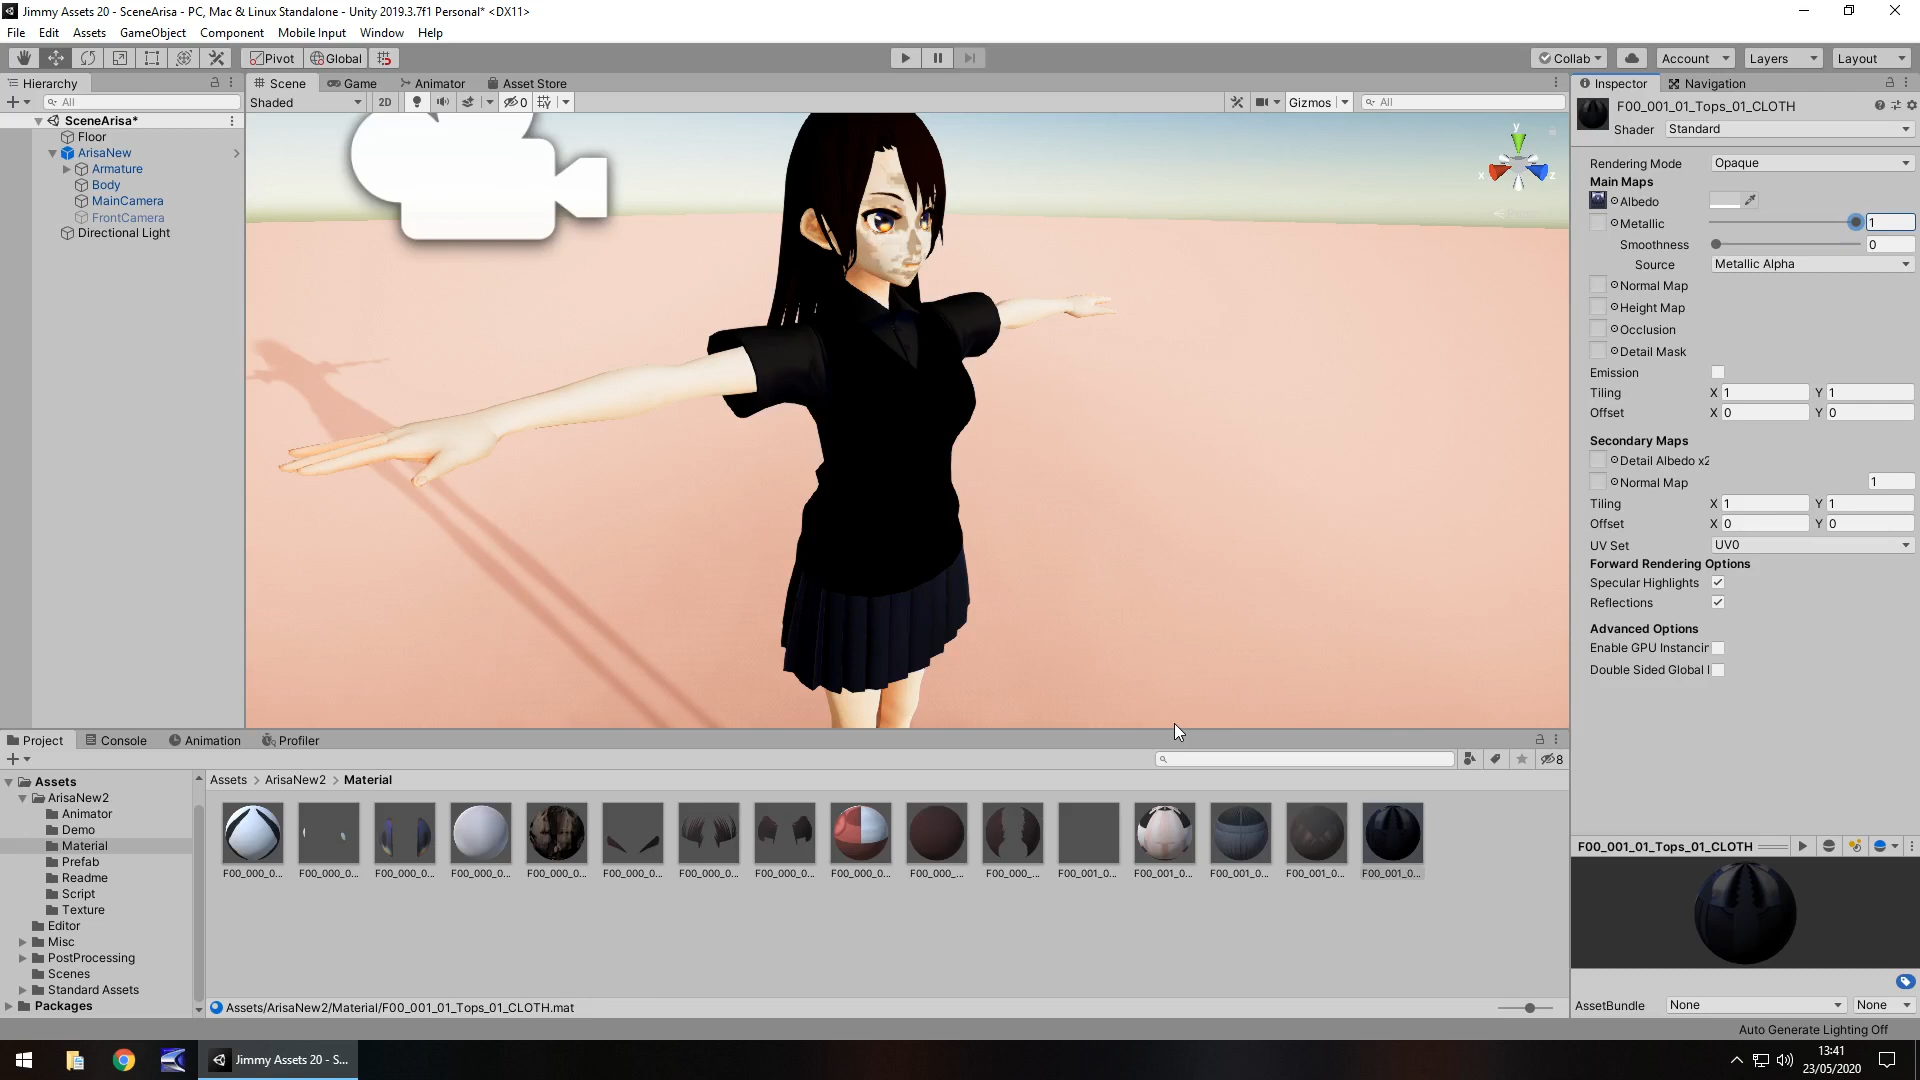 Jimmy Assets 20 - SceneArisa - PC, Mac & Linux Standalone - Unity 2019.3.7f1 Personal* <DX11>
File Edit Assets GameObject Component Mobile Input Window Help
Pivot Global Collab Account Layers Layout
Hierarchy
All
SceneArisa*
Floor
ArisaNew
Armature
Body
MainCamera
FrontCamera
Directional Light
Scene Game Animator Asset Store
Shaded 2D 0 Gizmos All
y
x z
Inspector Navigation
F00_001_01_Tops_01_CLOTH
Shader Standard
Rendering Mode Opaque
Main Maps
Albedo
Metallic 1
Smoothness 0
Source Metallic Alpha
Normal Map
Height Map
Occlusion
Detail Mask
Emission
Tiling X 1 Y 1
Offset X 0 Y 0
Secondary Maps
Detail Albedo x2
Normal Map 1
Tiling X 1 Y 1
Offset X 0 Y 0
UV Set UV0
Forward Rendering Options
Specular Highlights
Reflections
Advanced Options
Enable GPU Instancin
Double Sided Global I
F00_001_01_Tops_01_CLOTH
AssetBundle None None
Project Console Animation Profiler
8
Assets
ArisaNew2
Animator
Demo
Material
Prefab
Readme
Script
Texture
Editor
Misc
PostProcessing
Scenes
Standard Assets
Packages
Assets > ArisaNew2 > Material
F00_000_0... F00_000_0... F00_000_0... F00_000_0... F00_000_0... F00_000_0... F00_000_0... F00_000_0... F00_000_0... F00_000_... F00_000_... F00_001_0... F00_001_0... F00_001_0... F00_001_0... F00_001_0...
Assets/ArisaNew2/Material/F00_001_01_Tops_01_CLOTH.mat
Auto Generate Lighting Off
Jimmy Assets 20 - S...
13:41
23/05/2020